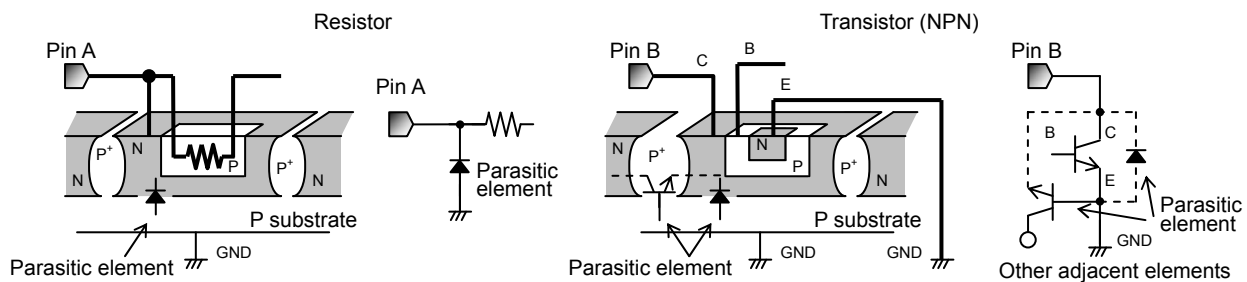 Resistor
Pin A
N
P+
N
P
P+
N
P substrate
GND
Parasitic element
Pin A
Parasitic
element
Transistor (NPN)
Pin B
C
B
E
N
P+
N
P
P+
N
P substrate
GND
GND
Parasitic element
Pin B
B
C
E
GND
Parasitic
element
Other adjacent elements